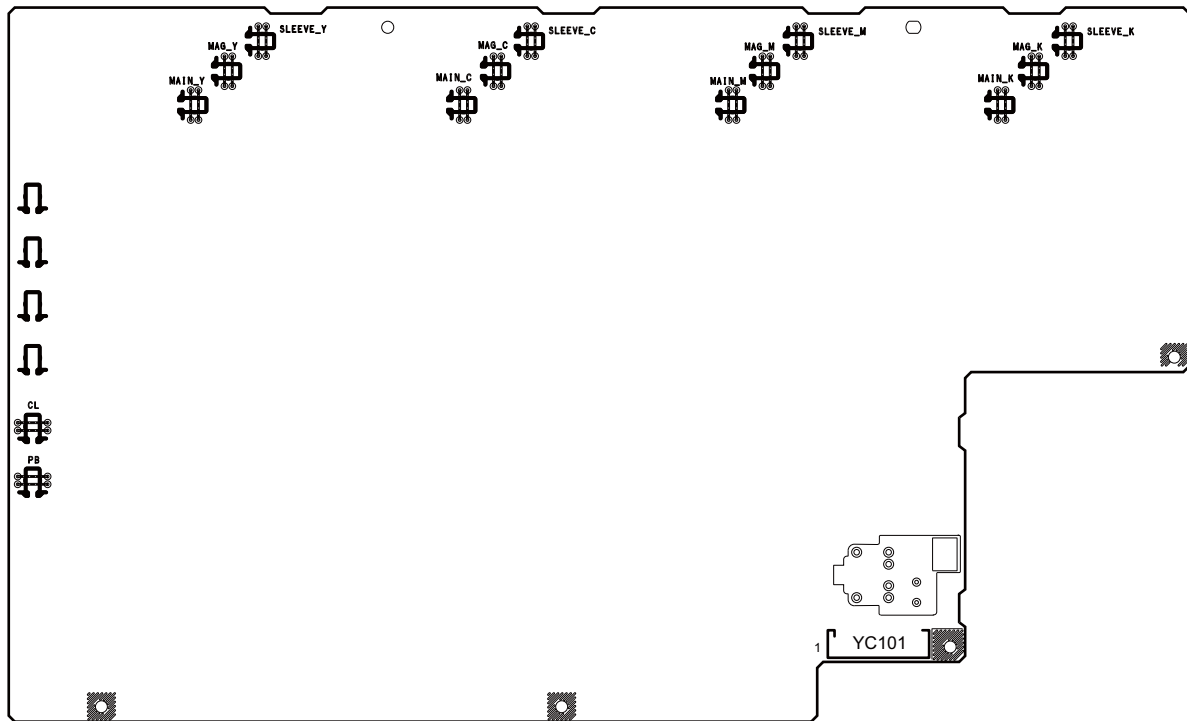 SLEEVE_Y
SLEEVE_C
SLEEVE_M
SLEEVE_K
MAG_Y
MAG_C
MAG_M
MAG_K
MAIN_Y
MAIN_C
MAIN_M
MAIN_K
CL
PB
1
YC101